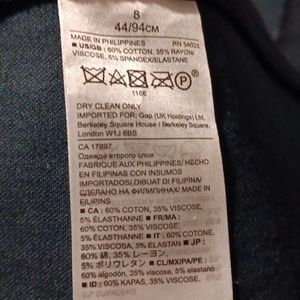 8
44/94CM
MADE IN PHILIPPINES RN 54023
■ US/GB : 60% COTTON, 35% RAYON/
VISCOSE, 5% SPANDEX/ELASTANE
P
1106
DRY CLEAN ONLY
IMPORTED FOR: Gap (UK Holdings) Ltd.
Berkeley Square House / Berkeley Square,
London W1J 6BS
CA 17897
Одежда второго слоя
FABRIQUE AUX PHILIPPINES/ HECHO
EN FILIPINAS CON INSUMOS
IMPORTADOS/DIBUAT DI FILIPINA/
СДЕЛАНО НА ФИЛИПИНАХ/ MADE IN
FILIPINS
■ CA : 60% COTON, 35% VISCOSE,
5% ÉLASTHANNE ■ FR/MA :
60% COTON, 35% VISCOSE, 5%
ÉLASTHANNE ■ IT : 60% COTONE,
35% VISCOSA, 5% ELASTAN ■ JP :
60% 綿, 35% レーヨン,
5% ポリウレタン ■ CL/MX/PA/PE :
60% algodón, 35% viscosa, 5%
elastano ■ ID : 60% KAPAS, 35% VISCOSE,